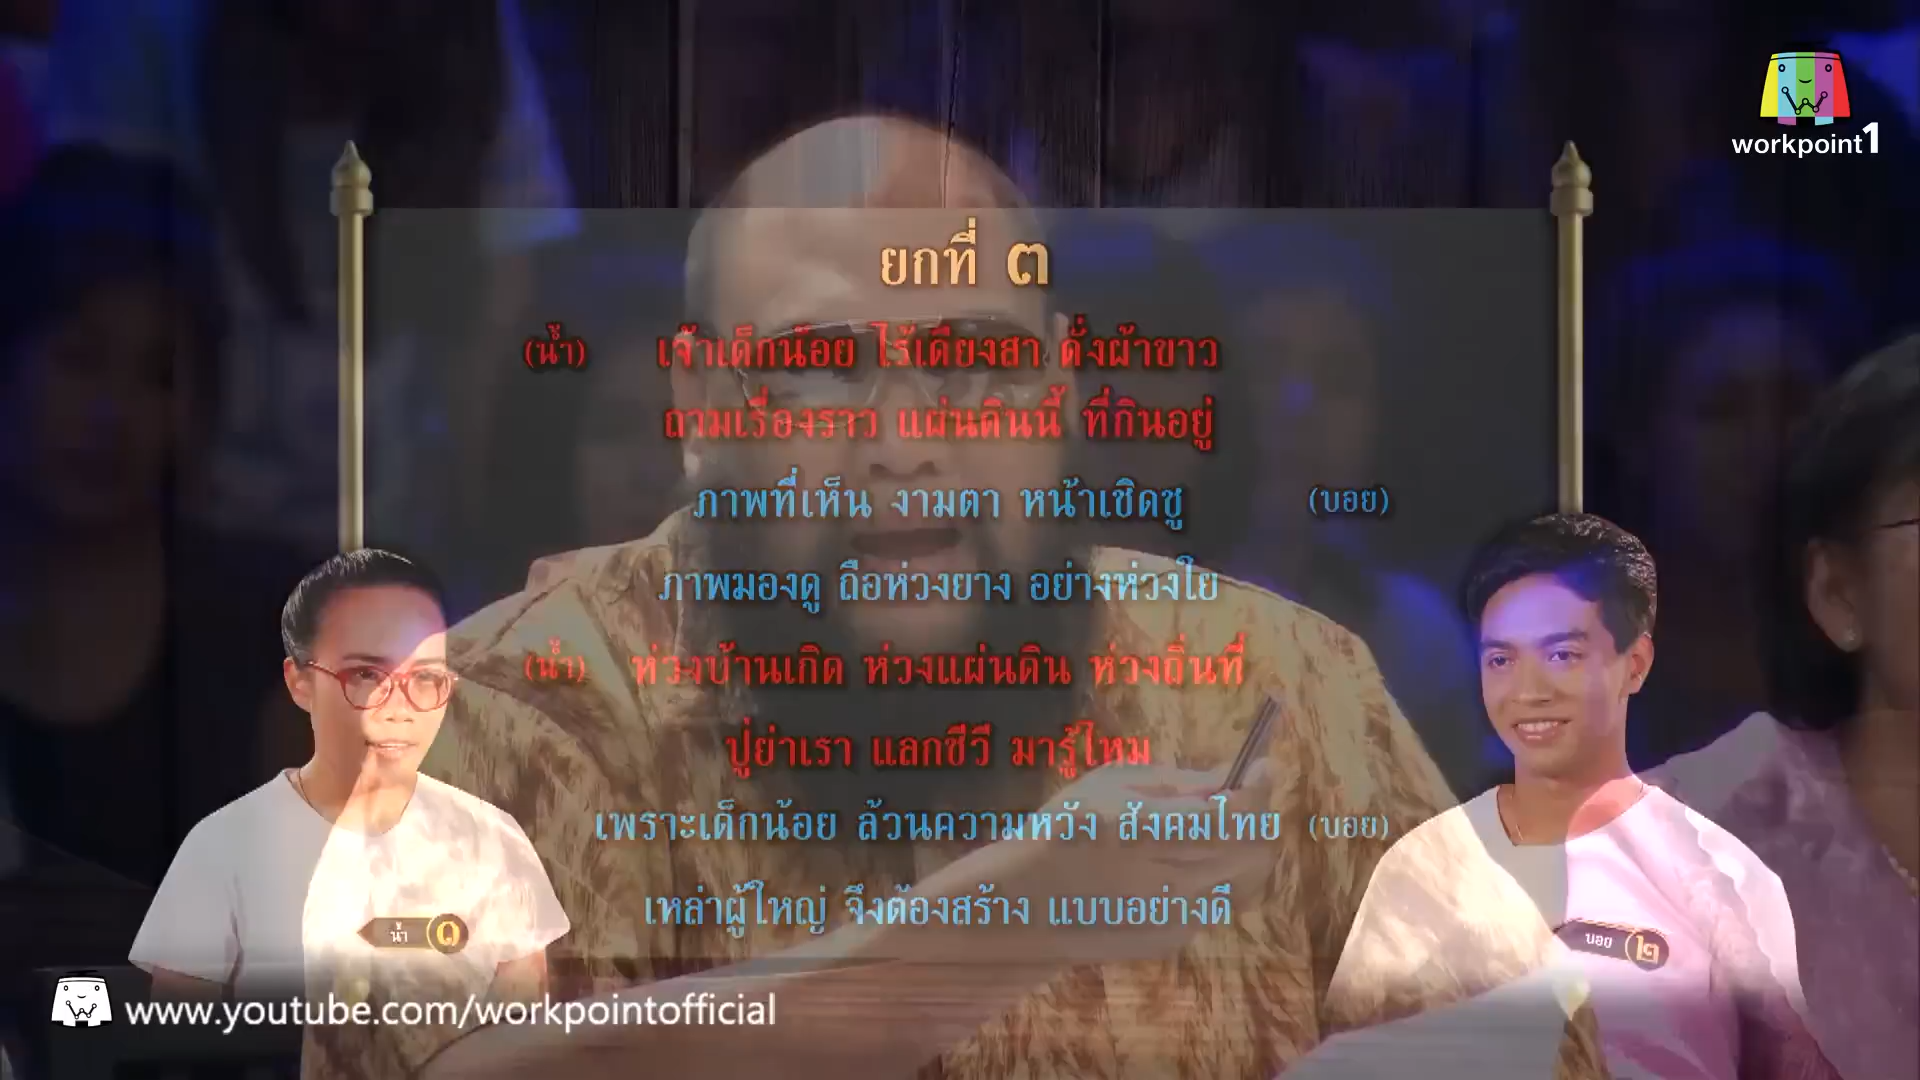 workpoint1
ยกที่ ๓
(น้ำ) เจ้าเด็กน้อย ไร้เดียงสา ดั่งผ้าขาว
ถามเรื่องราว แผ่นดินนี้ ที่กินอยู่
ภาพที่เห็น งามตา หน้าเชิดชู (บอย)
ภาพมองดู ถือห่วงยาง อย่างห่วงใย
(น้ำ) ห่วงบ้านเกิด ห่วงแผ่นดิน ห่วงถิ่นที่
ปู่ย่าเรา แลกชีวี มารู้ไหม
เพราะเด็กน้อย ล้วนความหวัง สังคมไทย (บอย)
เหล่าผู้ใหญ่ จึงต้องสร้าง แบบอย่างดี
น้ำ ๑
บอย ๒
www.youtube.com/workpointofficial